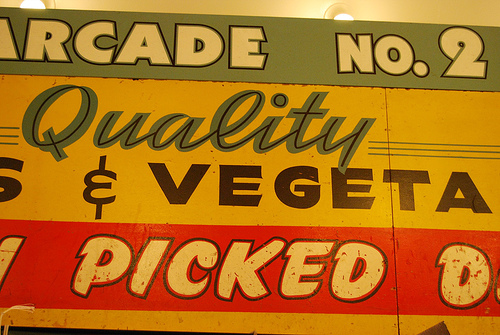 ARCADE NO. 2
Quality
S & VEGETA
PICKED